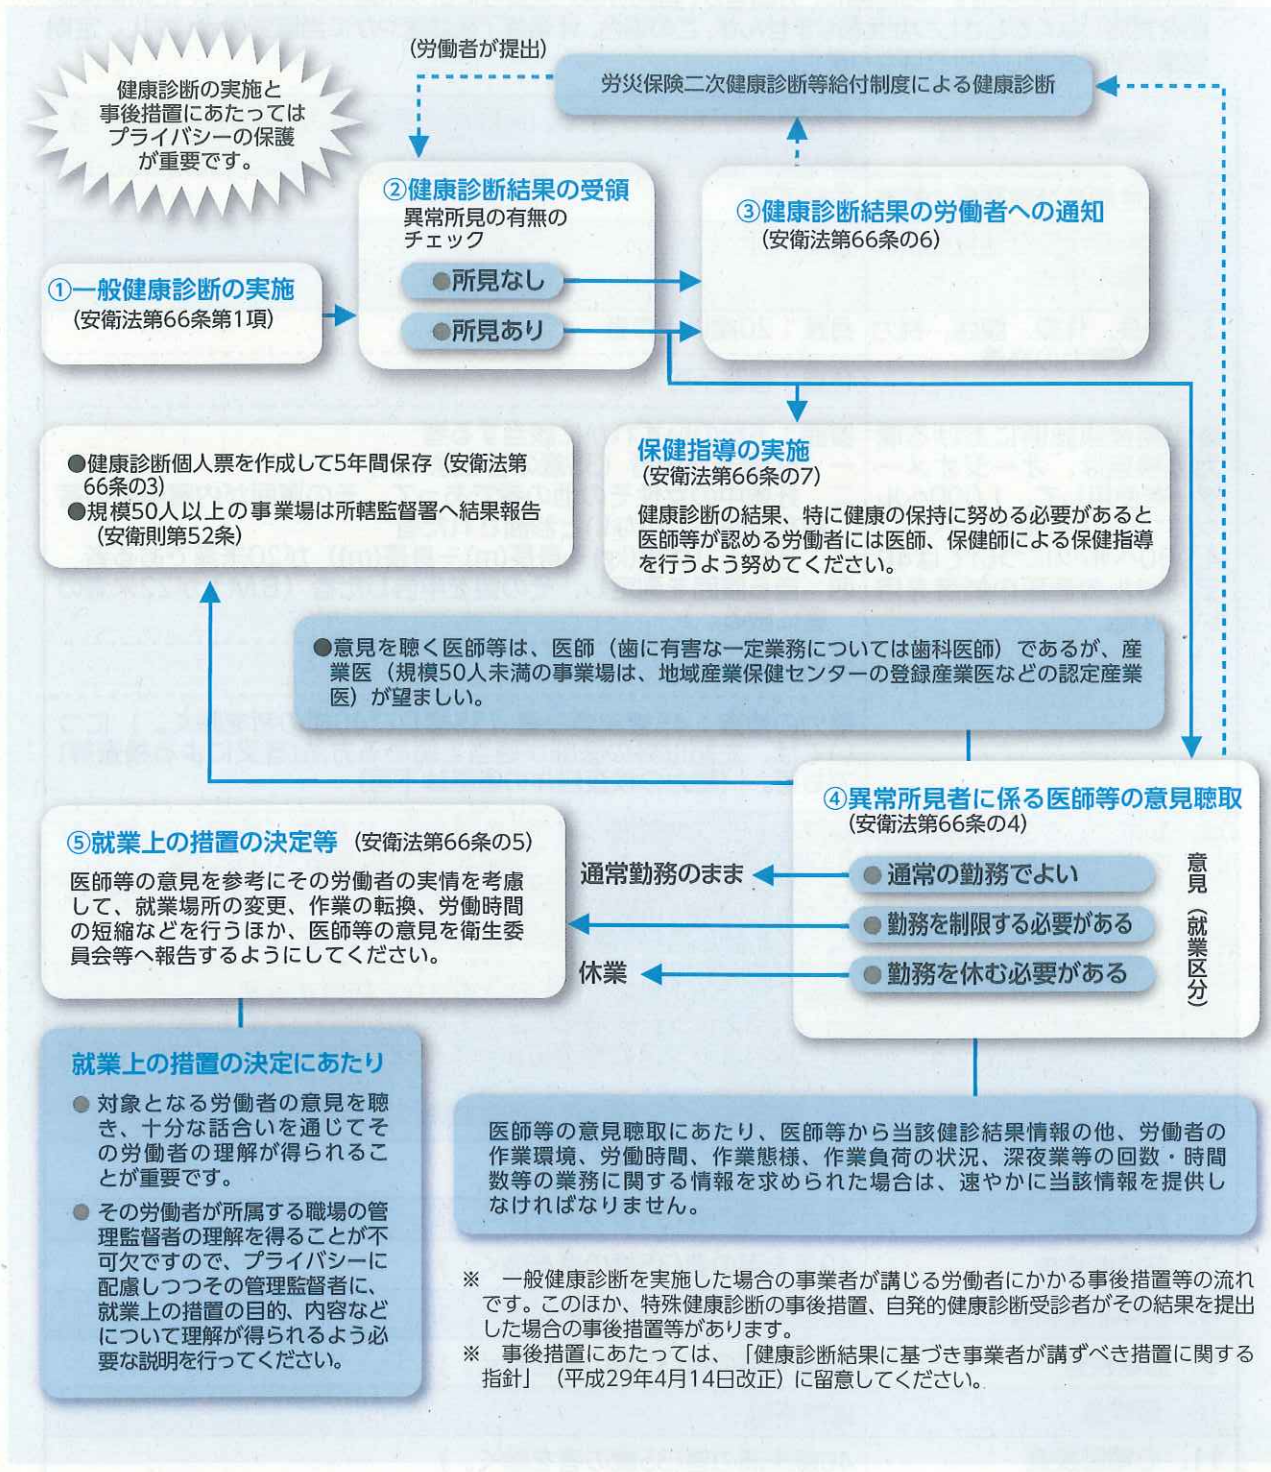 健康診断の実施と
事後措置にあたっては
プライバシーの保護
が重要です。
(労働者が提出)
労災保険二次健康診断等給付制度による健康診断
①一般健康診断の実施
(安衛法第66条第1項)
②健康診断結果の受領
異常所見の有無の
チェック
●所見なし
●所見あり
③健康診断結果の労働者への通知
(安衛法第66条の6)
保健指導の実施
(安衛法第66条の7)
健康診断の結果、特に健康の保持に努める必要があると
医師等が認める労働者には医師、保健師による保健指導
を行うよう努めてください。
●健康診断個人票を作成して5年間保存(安衛法第
66条の3)
●規模50人以上の事業場は所轄監督署へ結果報告
(安衛則第52条)
●意見を聴く医師等は、医師(歯に有害な一定業務については歯科医師)であるが、産
業医(規模50人未満の事業場は、地域産業保健センターの登録産業医などの認定産業
医)が望ましい。
④異常所見者に係る医師等の意見聴取
(安衛法第66条の4)
●通常の勤務でよい
●勤務を制限する必要がある
●勤務を休む必要がある
意見(就業区分)
通常勤務のまま
休業
⑤就業上の措置の決定等(安衛法第66条の5)
医師等の意見を参考にその労働者の実情を考慮
して、就業場所の変更、作業の転換、労働時間
の短縮などを行うほか、医師等の意見を衛生委
員会等へ報告するようにしてください。
就業上の措置の決定にあたり
●対象となる労働者の意見を聴
き、十分な話合いを通じてそ
の労働者の理解が得られるこ
とが重要です。
●その労働者が所属する職場の管
理監督者の理解を得ることが不
可欠ですので、プライバシーに
配慮しつつその管理監督者に、
就業上の措置の目的、内容など
について理解が得られるよう必
要な説明を行ってください。
医師等の意見聴取にあたり、医師等から当該健診結果情報の他、労働者の
作業環境、労働時間、作業態様、作業負荷の状況、深夜業等の回数・時間
数等の業務に関する情報を求められた場合は、速やかに当該情報を提供し
なければなりません。
※ 一般健康診断を実施した場合の事業者が講じる労働者にかかる事後措置等の流れ
です。このほか、特殊健康診断の事後措置、自発的健康診断受診者がその結果を提出
した場合の事後措置等があります。
※ 事後措置にあたっては、「健康診断結果に基づき事業者が講ずべき措置に関する
指針」(平成29年4月14日改正)に留意してください。